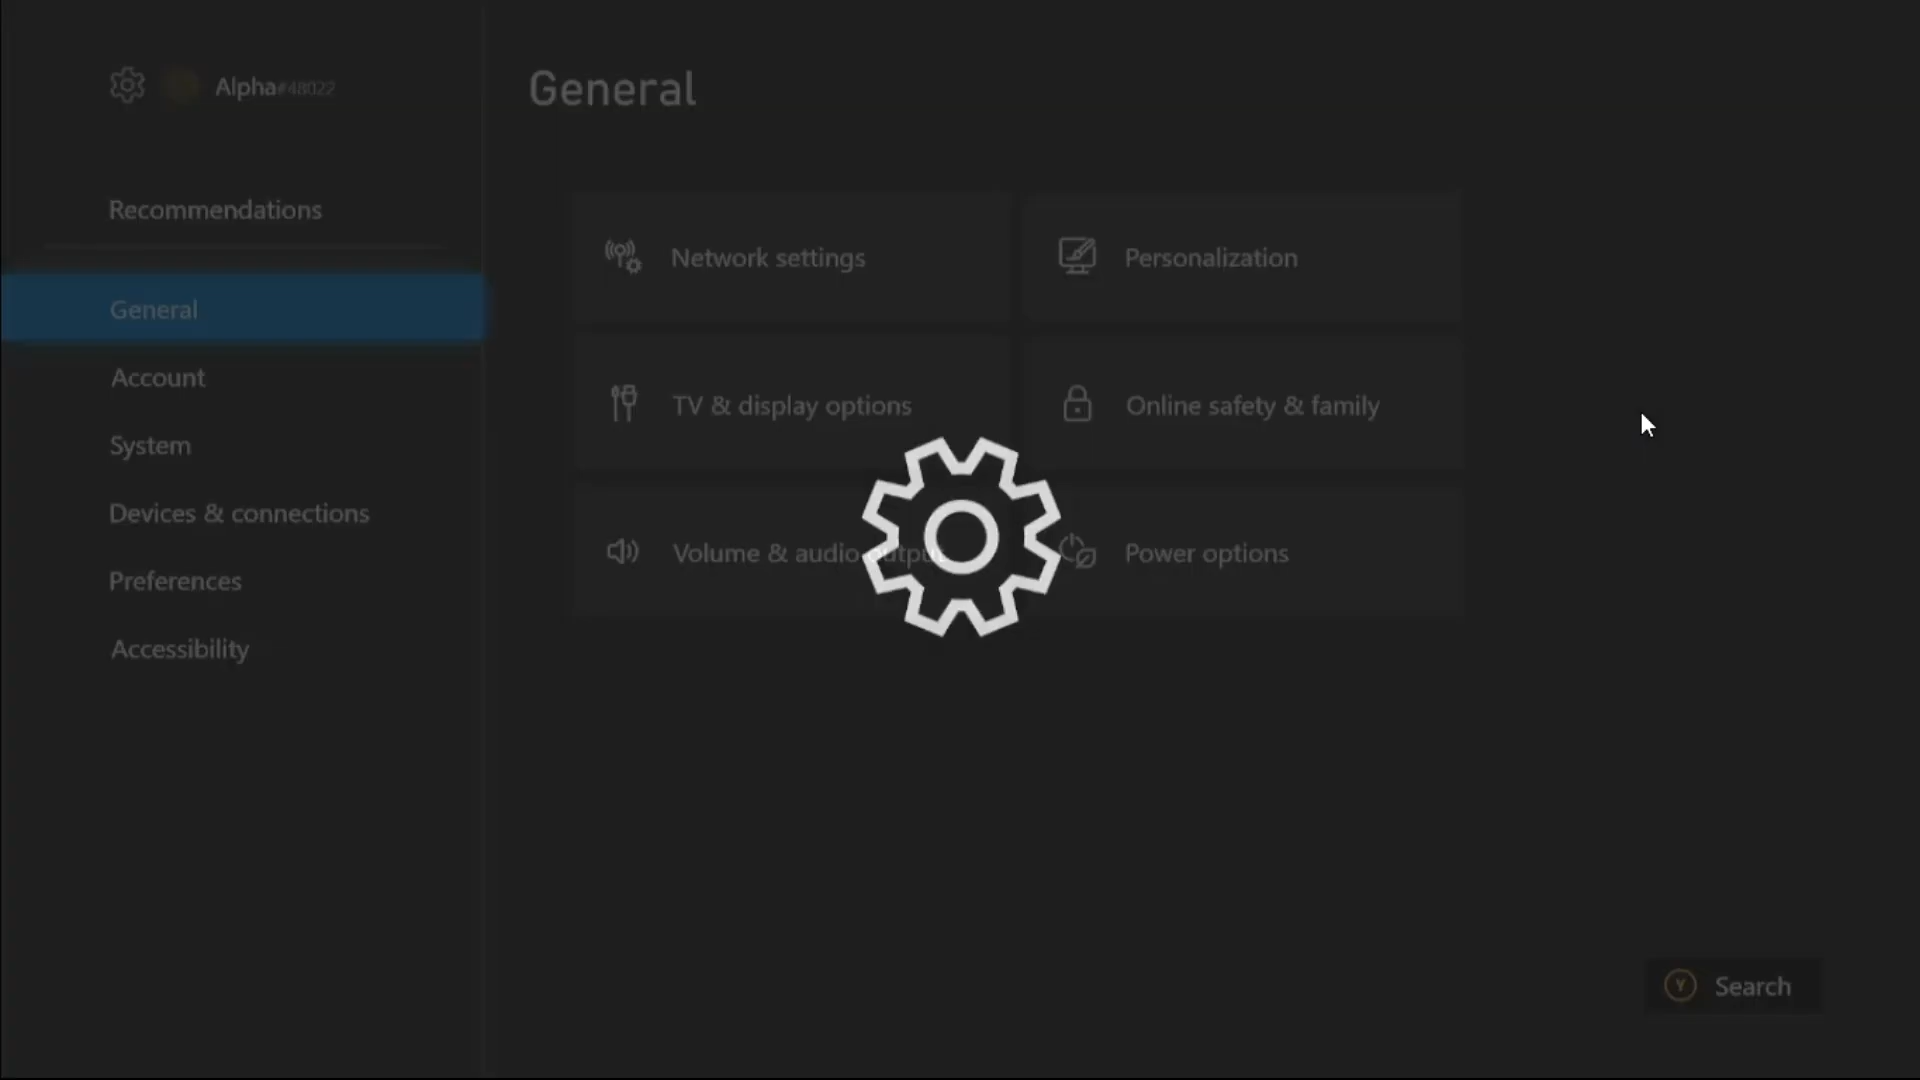 Alpha#48022
General
Recommendations
General
Account
System
Devices & connections
Preferences
Accessibility
Network settings
Personalization
TV & display options
Online safety & family
Volume & audio output
Power options
Y Search